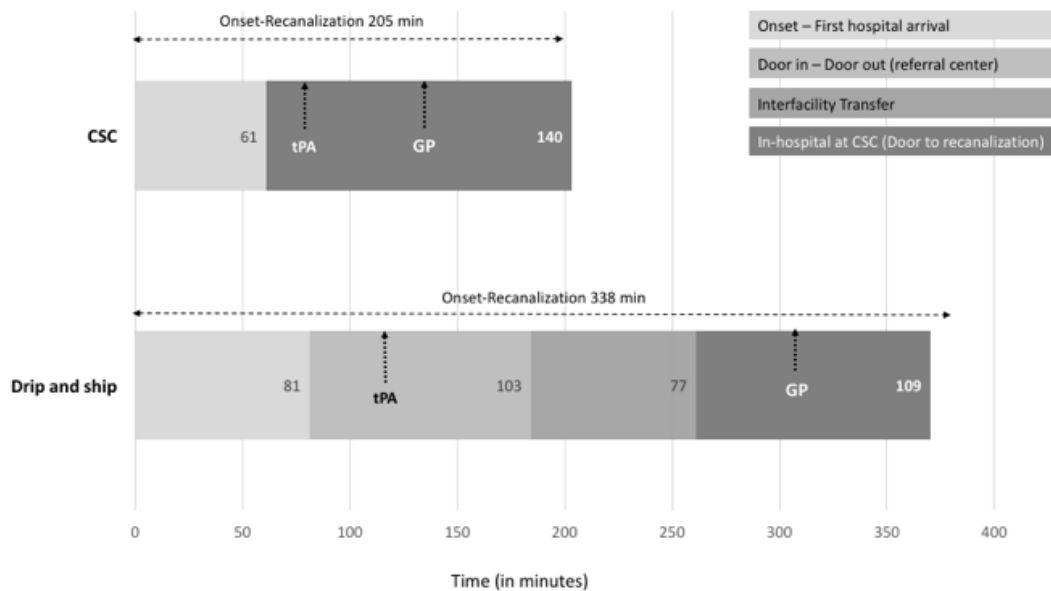 Onset-Recanalization 205 min
Onset – First hospital arrival
Door in – Door out (referral center)
Interfacility Transfer
In-hospital at CSC (Door to recanalization)
CSC
61
tPA
GP
140
Onset-Recanalization 338 min
Drip and ship
81
tPA
103
77
GP
109
0 50 100 150 200 250 300 350 400
Time (in minutes)